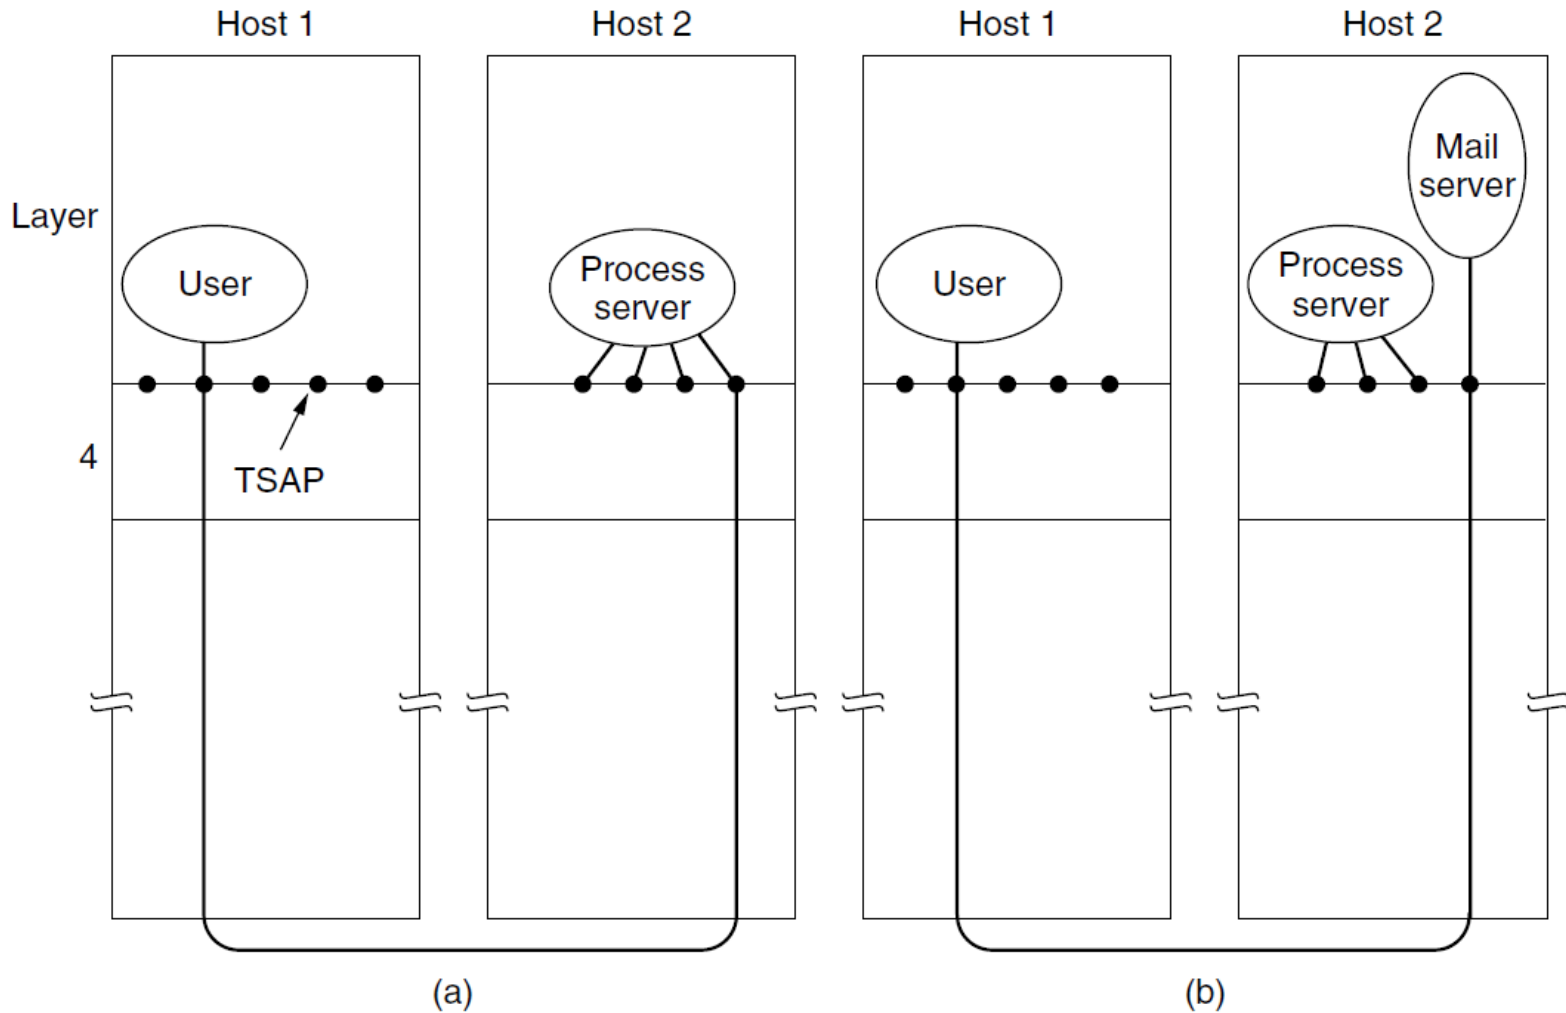 Host 1
Host 2
Host 1
Host 2
Layer
User
Process
server
User
Process
server
Mail
server
4
TSAP
(a)
(b)